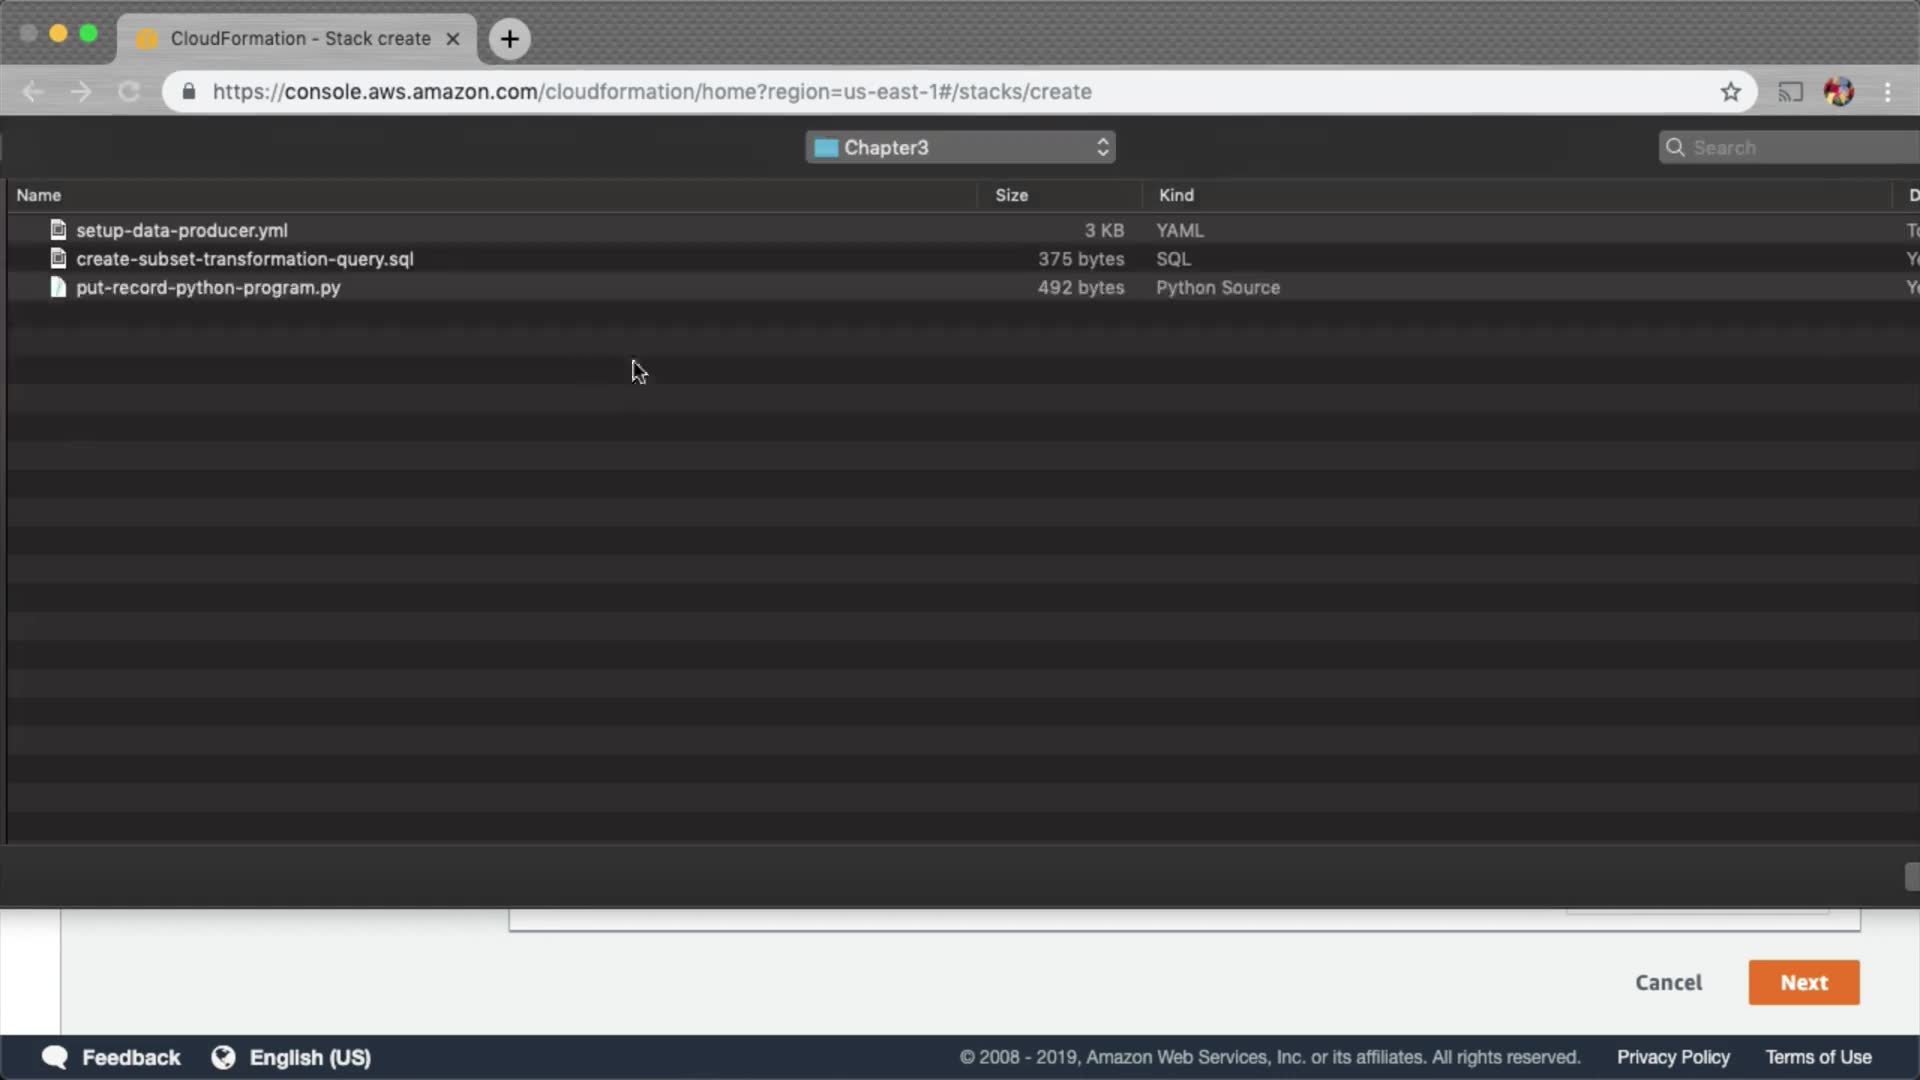 CloudFormation - Stack create
https://console.aws.amazon.com/cloudformation/home?region=us-east-1#/stacks/create
Chapter3
Search
Name Size Kind D
setup-data-producer.yml 3 KB YAML To
create-subset-transformation-query.sql 375 bytes SQL Ye
put-record-python-program.py 492 bytes Python Source Ye
Cancel Next
Feedback English (US) © 2008 - 2019, Amazon Web Services, Inc. or its affiliates. All rights reserved. Privacy Policy Terms of Use